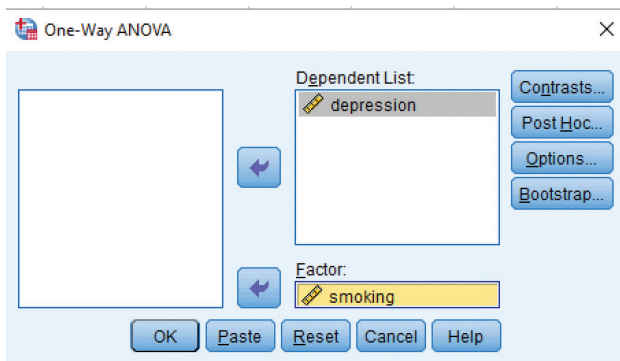 One-Way ANOVA
Dependent List:
depression
Contrasts...
Post Hoc...
Options...
Bootstrap...
Factor:
smoking
OK Paste Reset Cancel Help